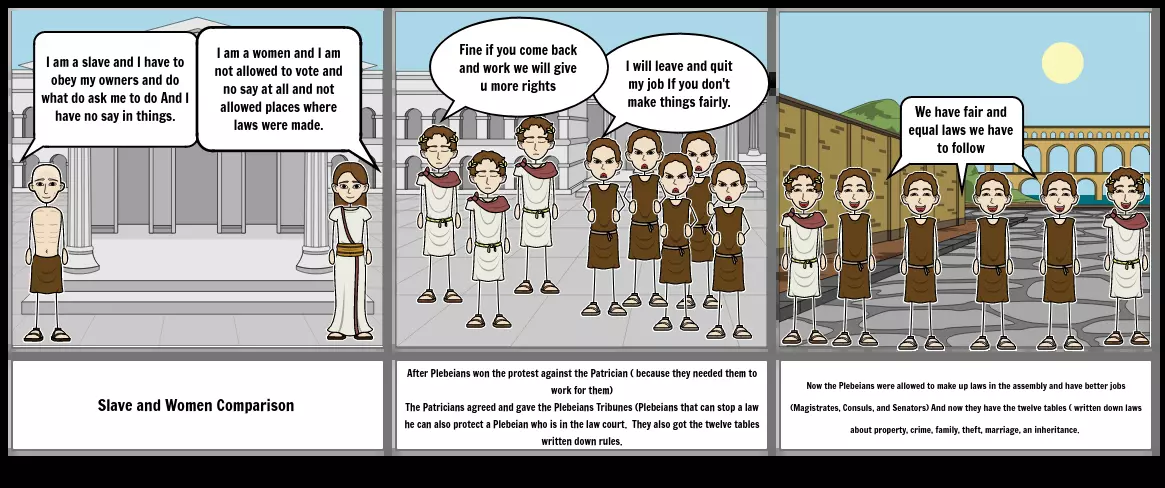 I am a slave and I have to
obey my owners and do
what do ask me to do And I
have no say in things.
I am a women and I am
not allowed to vote and
no say at all and not
allowed places where
laws were made.
Slave and Women Comparison
Fine if you come back
and work we will give
u more rights
I will leave and quit
my job If you don't
make things fairly.
After Plebeians won the protest against the Patrician ( because they needed them to
work for them)
The Patricians agreed and gave the Plebeians Tribunes (Plebeians that can stop a law
he can also protect a Plebeian who is in the law court. They also got the twelve tables
written down rules.
We have fair and
equal laws we have
to follow
Now the Plebeians were allowed to make up laws in the assembly and have better jobs
(Magistrates, Consuls, and Senators) And now they have the twelve tables ( written down laws
about property, crime, family, theft, marriage, an inheritance.